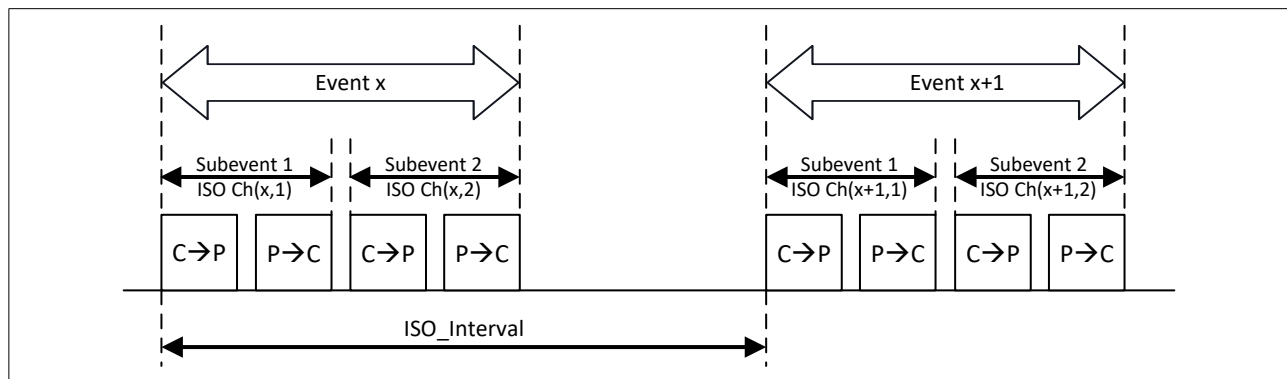 Event x
Event x+1
Subevent 1
ISO Ch(x,1)
Subevent 2
ISO Ch(x,2)
Subevent 1
ISO Ch(x+1,1)
Subevent 2
ISO Ch(x+1,2)
C→P
P→C
C→P
P→C
C→P
P→C
C→P
P→C
ISO_Interval